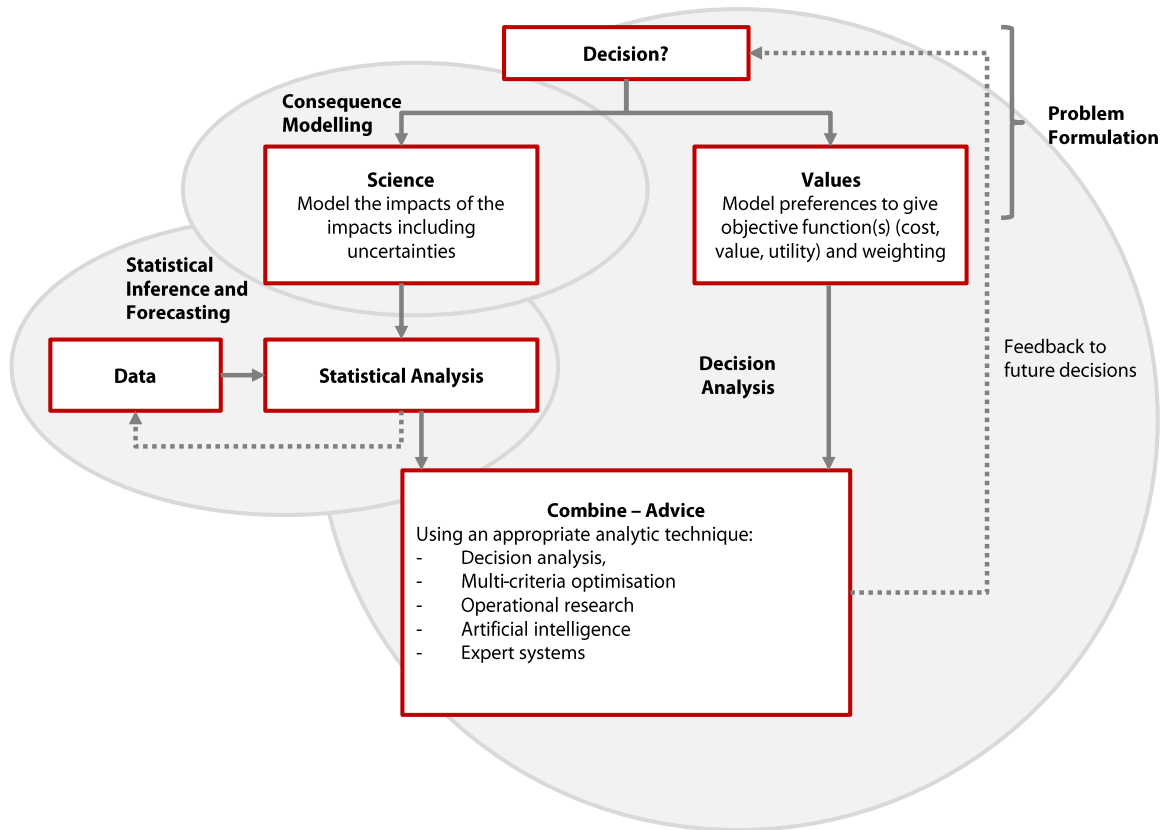 Decision?
Consequence
Modelling
Problem
Formulation
Science
Model the impacts of the
impacts including
uncertainties
Values
Model preferences to give
objective function(s) (cost,
value, utility) and weighting
Statistical
Inference and
Forecasting
Data
Statistical Analysis
Decision
Analysis
Feedback to
future decisions
Combine – Advice
Using an appropriate analytic technique:
- Decision analysis,
- Multi-criteria optimisation
- Operational research
- Artificial intelligence
- Expert systems